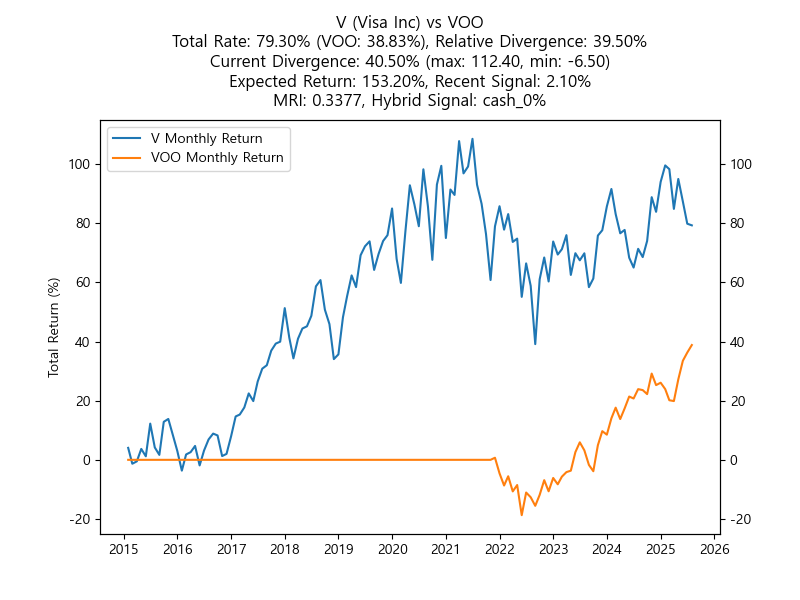 V (Visa Inc) vs VOO
Total Rate: 79.30% (VOO: 38.83%), Relative Divergence: 39.50%
Current Divergence: 40.50% (max: 112.40, min: -6.50)
Expected Return: 153.20%, Recent Signal: 2.10%
MRI: 0.3377, Hybrid Signal: cash_0%
V Monthly Return
VOO Monthly Return
Total Return (%)
100
80
60
40
20
0
-20
100
80
60
40
20
0
-20
2015 2016 2017 2018 2019 2020 2021 2022 2023 2024 2025 2026